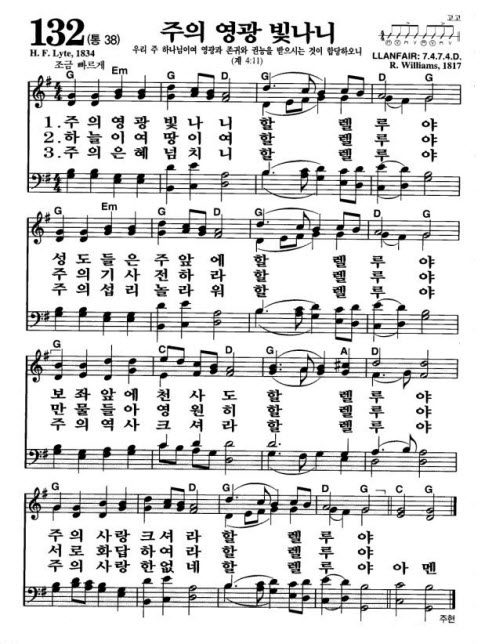 132 (통 38)
주의 영광 빛나니
고고
우리 주 하나님이여 영광과 존귀와 권능을 받으시는 것이 합당하오니
(계 4:11)
H. F. Lyte, 1834
LLANFAIR: 7.4.7.4.D.
R. Williams, 1817
조금 빠르게
G Em D G D G
1. 주의 영광 빛나니 할 렐루야
2. 하늘이여 땅이여 할 렐루야
3. 주의 은혜 넘치니 할 렐루야
G Em D G D G
성도들은 주 앞에 할 렐루야
주의 기사 전하라 할 렐루야
주의 섭리 놀라워 할 렐루야
G C D G A D
보좌 앞에 천사도 할 렐루야
만물들아 영원히 할 렐루야
주의 역사 크셔라 할 렐루야
G Em D G D G C G
주의 사랑 크셔라 할 렐루야
서로 화답하여라 할 렐루야
주의 사랑 한없네 할 렐루야 아멘
주헌